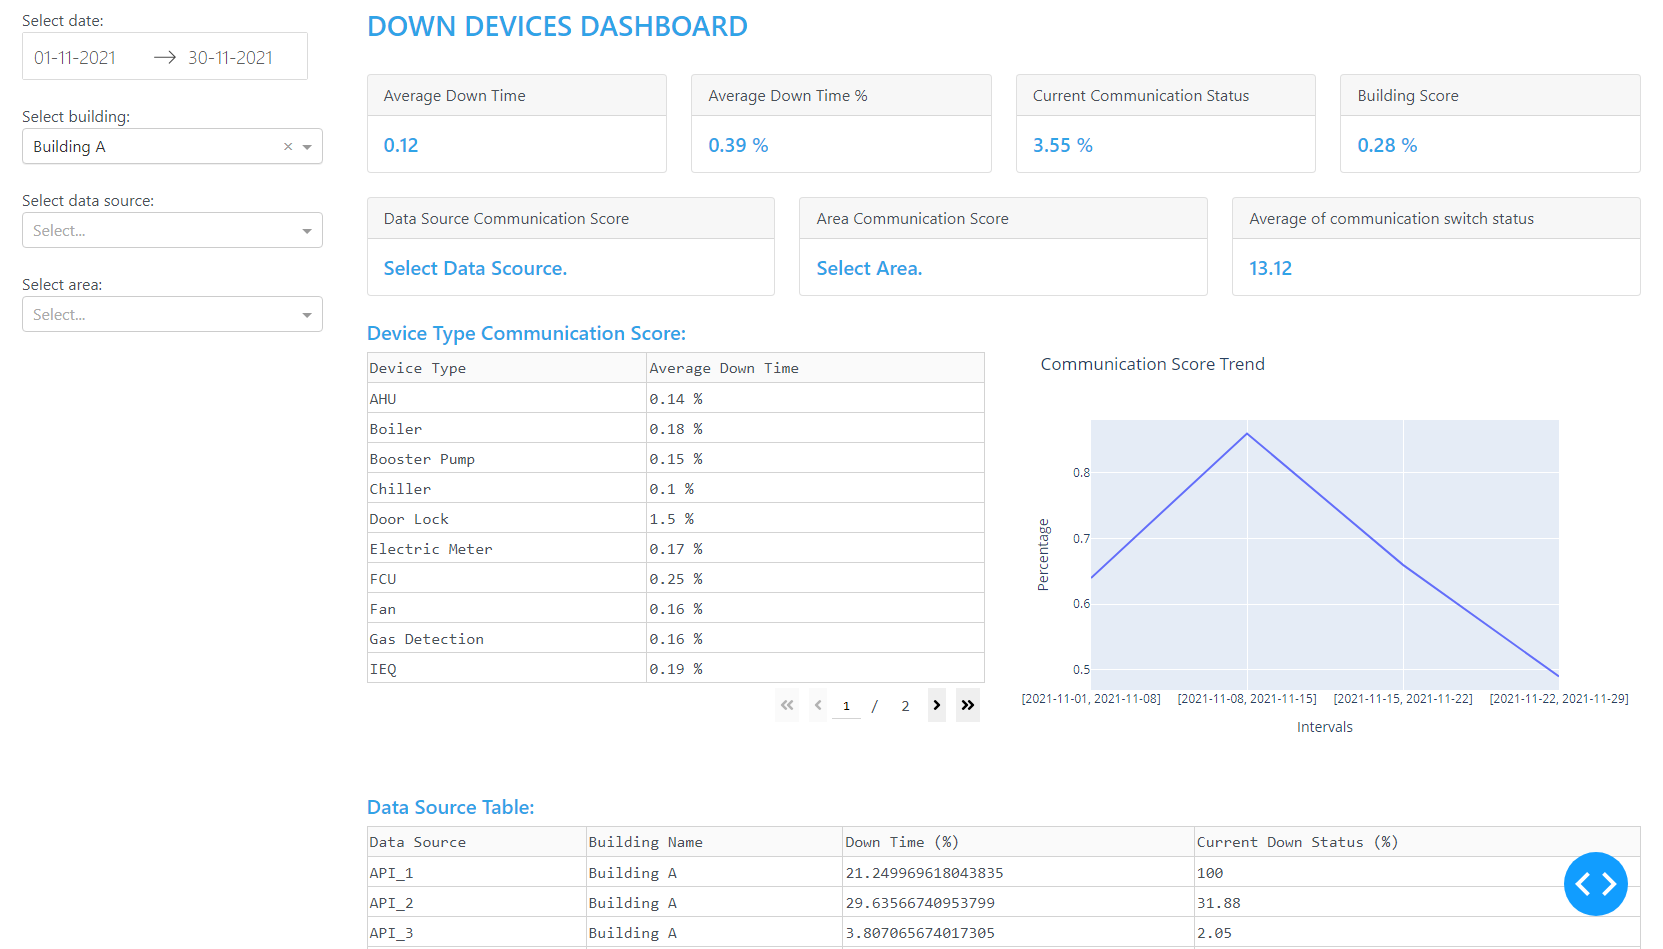 Select date:
01-11-2021 → 30-11-2021
Select building:
Building A × 
Select data source:
Select...
Select area:
Select...
DOWN DEVICES DASHBOARD
Average Down Time
0.12
Average Down Time %
0.39 %
Current Communication Status
3.55 %
Building Score
0.28 %
Data Source Communication Score
Select Data Scource.
Area Communication Score
Select Area.
Average of communication switch status
13.12
Device Type Communication Score:
Device Type Average Down Time
AHU 0.14 %
Boiler 0.18 %
Booster Pump 0.15 %
Chiller 0.1 %
Door Lock 1.5 %
Electric Meter 0.17 %
FCU 0.25 %
Fan 0.16 %
Gas Detection 0.16 %
IEQ 0.19 %
« ‹ 1 / 2 › »
Communication Score Trend
Percentage
0.8
0.7
0.6
0.5
[2021-11-01, 2021-11-08] [2021-11-08, 2021-11-15] [2021-11-15, 2021-11-22] [2021-11-22, 2021-11-29]
Intervals
Data Source Table:
Data Source Building Name Down Time (%) Current Down Status (%)
API_1 Building A 21.249969618043835 100
API_2 Building A 29.63566740953799 31.88
API_3 Building A 3.807065674017305 2.05